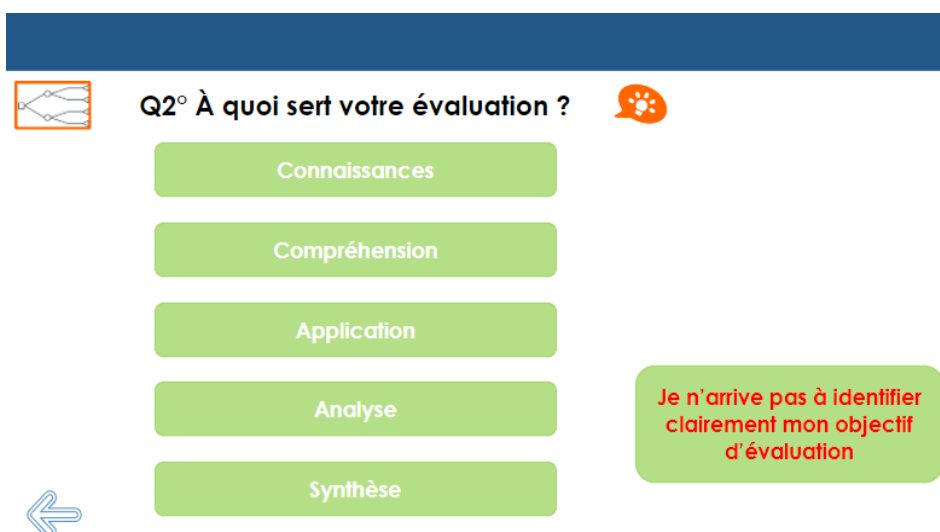 Q2° À quoi sert votre évaluation ?
Connaissances
Compréhension
Application
Analyse
Synthèse
Je n'arrive pas à identifier
clairement mon objectif
d'évaluation